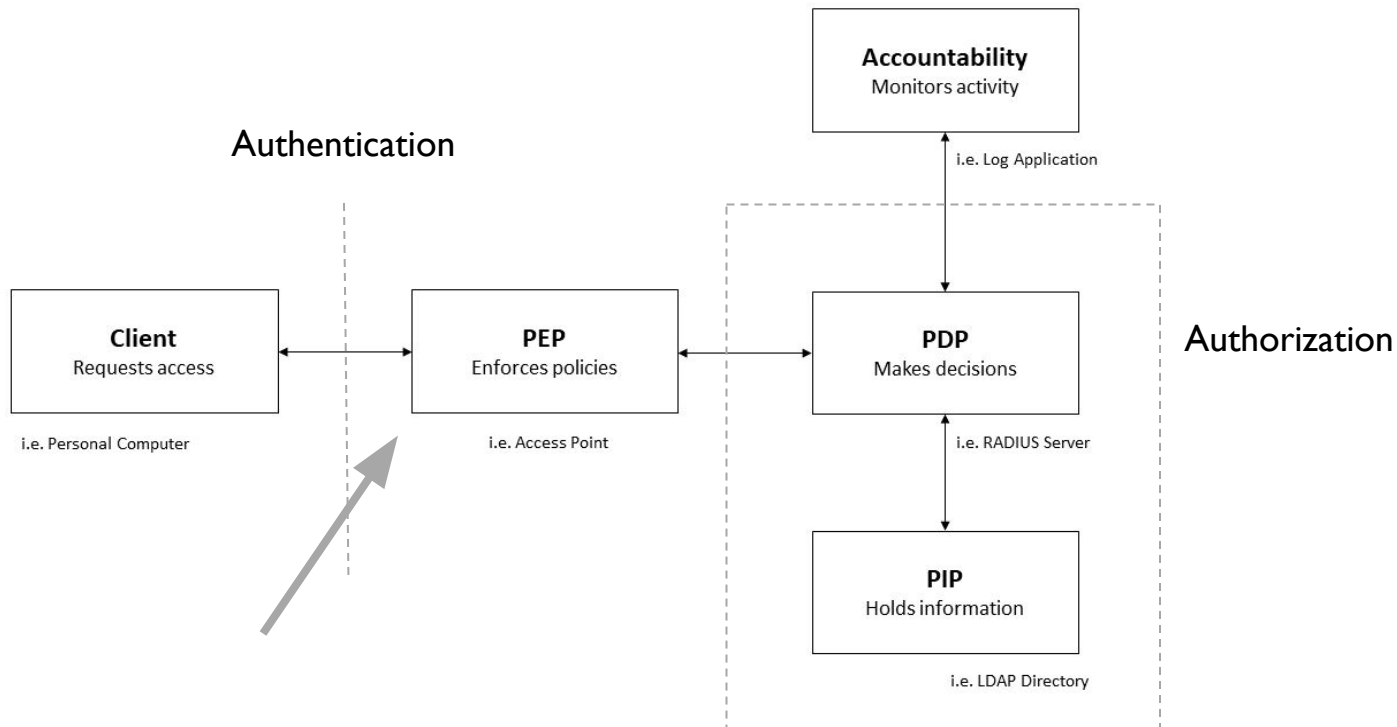 Accountability
Monitors activity
Authentication
i.e. Log Application
Client
Requests access
PEP
Enforces policies
PDP
Makes decisions
Authorization
i.e. Personal Computer
i.e. Access Point
i.e. RADIUS Server
PIP
Holds information
i.e. LDAP Directory